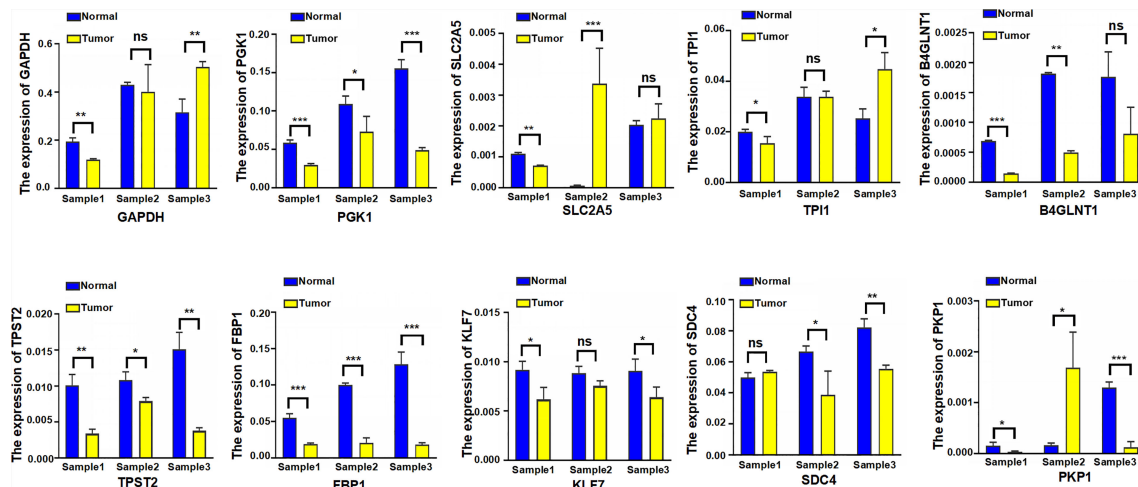 Normal
Tumor
The expression of GAPDH
0.6
0.4
0.2
0.0
**
ns
**
Sample1 Sample2 Sample3
GAPDH
Normal
Tumor
The expression of PGK1
0.20
0.15
0.10
0.05
0.00
***
*
***
Sample1 Sample2 Sample3
PGK1
Normal
Tumor
The expression of SLC2A5
0.005
0.004
0.003
0.002
0.001
0.000
**
***
ns
Sample1 Sample2 Sample3
SLC2A5
Normal
Tumor
The expression of TPI1
0.06
0.04
0.02
0.00
*
ns
*
Sample1 Sample2 Sample3
TPI1
Normal
Tumor
The expression of B4GLNT1
0.0025
0.0020
0.0015
0.0010
0.0005
0.0000
***
**
ns
Sample1 Sample2 Sample3
B4GLNT1
Normal
Tumor
The expression of TPST2
0.020
0.015
0.010
0.005
0.000
**
*
**
Sample1 Sample2 Sample3
TPST2
Normal
Tumor
The expression of FBP1
0.20
0.15
0.10
0.05
0.00
***
***
***
Sample1 Sample2 Sample3
FBP1
Normal
Tumor
The expression of KLF7
0.015
0.010
0.005
0.000
*
ns
*
Sample1 Sample2 Sample3
KLF7
Normal
Tumor
The expression of SDC4
0.10
0.08
0.06
0.04
0.02
0.00
ns
*
**
Sample1 Sample2 Sample3
SDC4
Normal
Tumor
The expression of PKP1
0.003
0.002
0.001
0.000
*
*
***
Sample1 Sample2 Sample3
PKP1